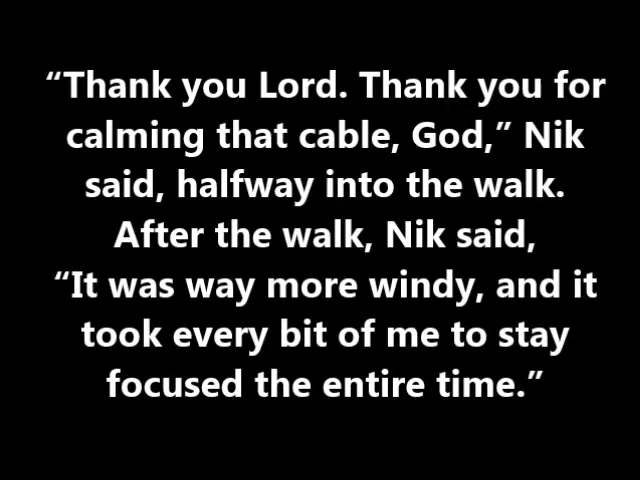 “Thank you Lord. Thank you for
calming that cable, God,” Nik
said, halfway into the walk.
After the walk, Nik said,
“It was way more windy, and it
took every bit of me to stay
focused the entire time.”